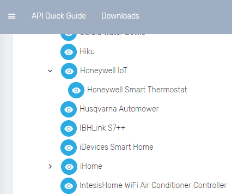 API Quick Guide Downloads
Hiku
Honeywell IoT
Honeywell Smart Thermostat
Husqvarna Automower
IBHLink S7++
iDevices Smart Home
iHome
IntesisHome WiFi Air Conditioner Controller